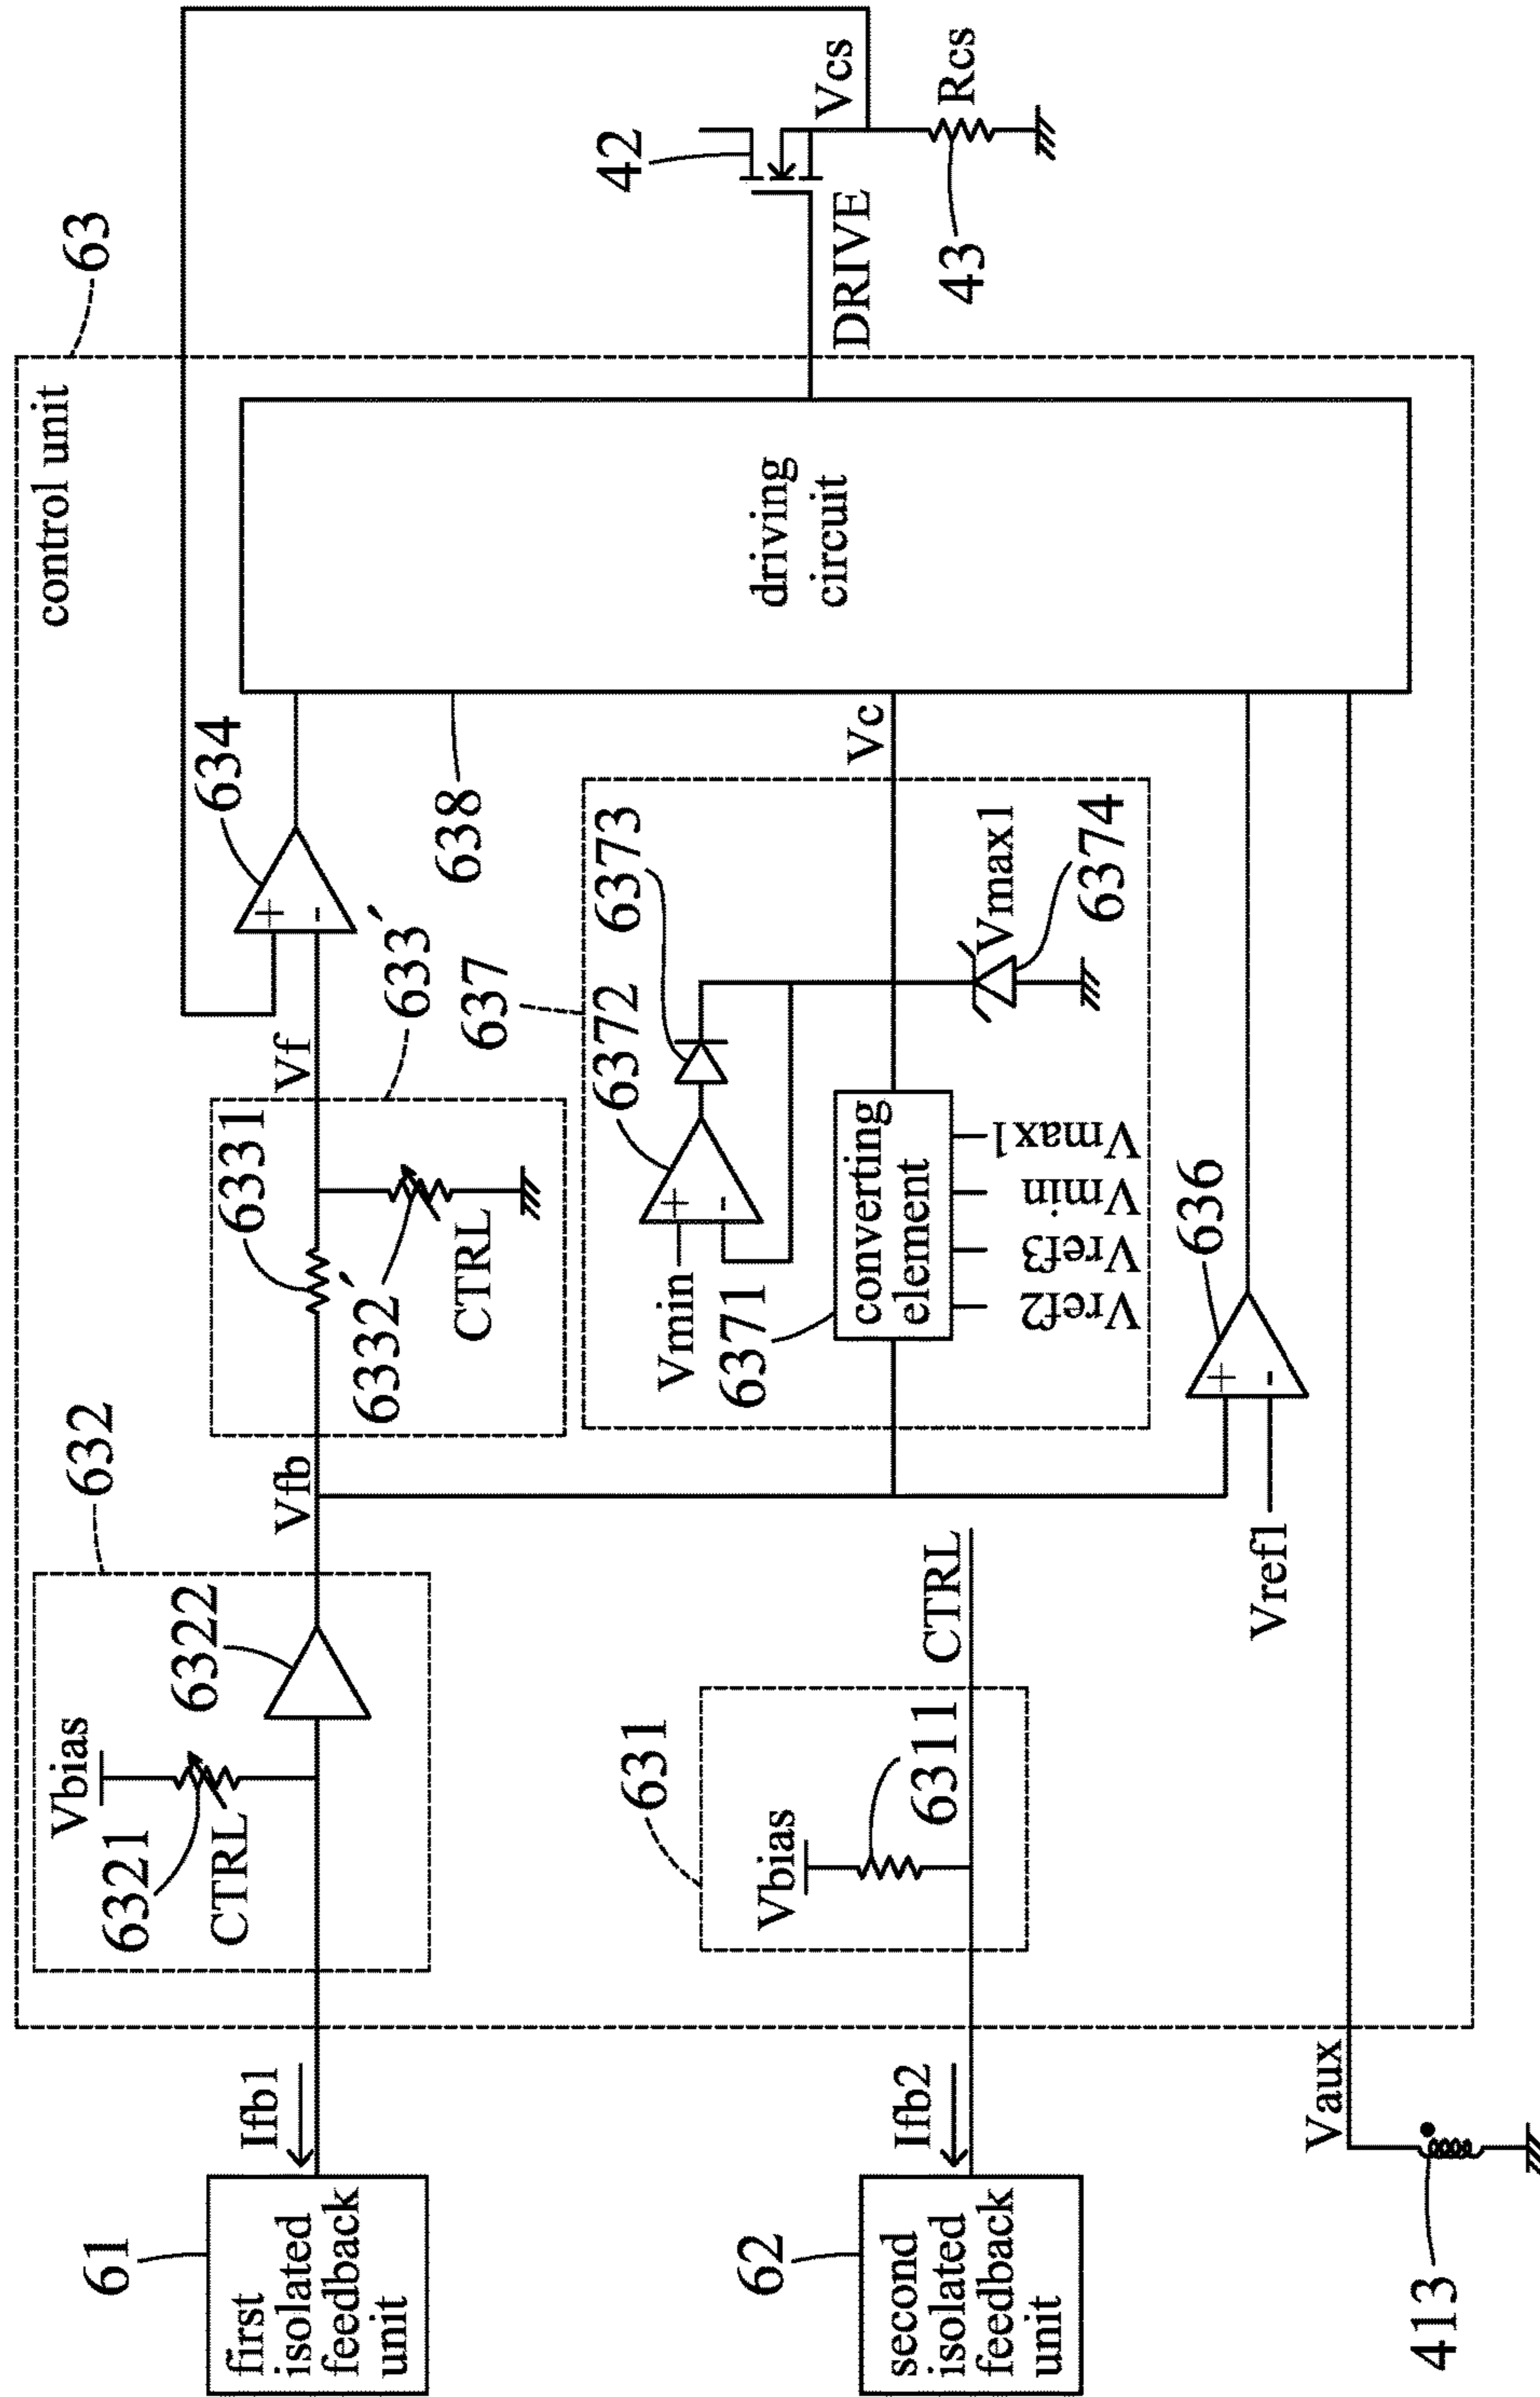 61
first
isolated
feedback
unit
Ifb1
632
Vbias
6321
CTRL
6322
Vfb
633´
6331
6332´
CTRL
Vf
634
+
-
control unit
63
638
driving
circuit
DRIVE
42
Vcs
Rcs
43
637
6372
6373
Vmin
+
-
6371
converting
element
Vref2
Vref3
Vmin
Vmax1
Vmax1
6374
Vc
62
second
isolated
feedback
unit
Ifb2
631
Vbias
6311
CTRL
636
+
-
Vref1
Vaux
413